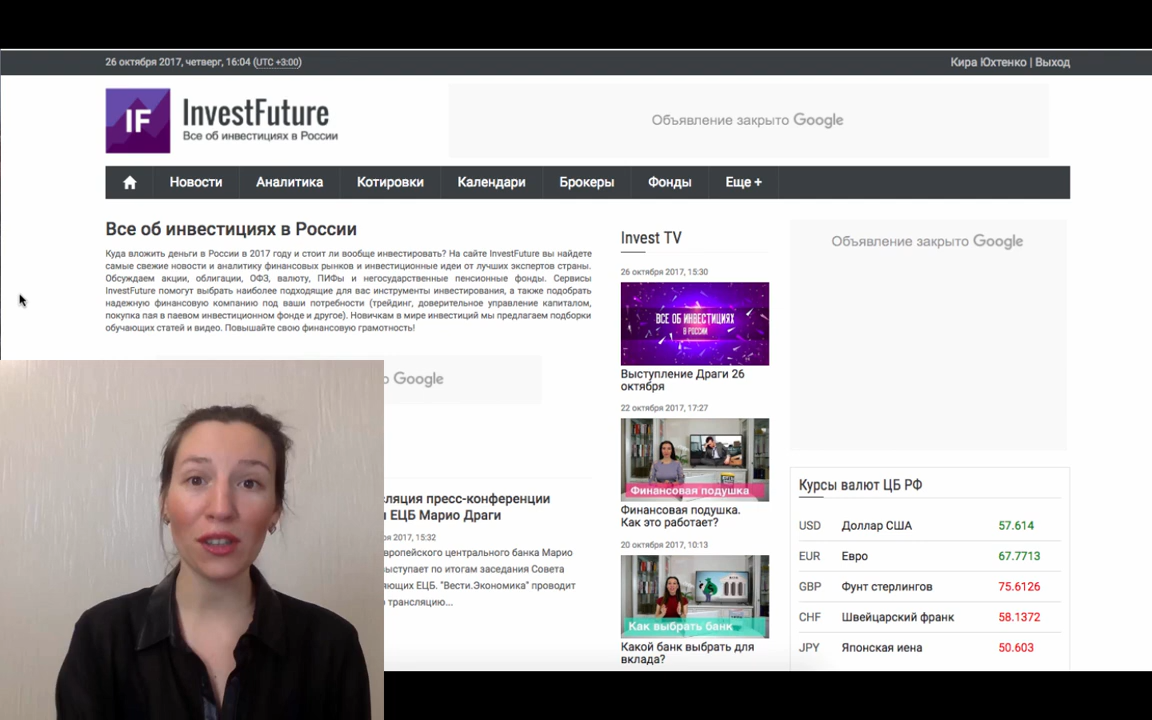 26 октября 2017, четверг, 16:04 (UTC +3:00)
Кира Юхтенко | Выход
IF
InvestFuture
Все об инвестициях в России
Объявление закрыто Google
Новости
Аналитика
Котировки
Календари
Брокеры
Фонды
Еще +
Все об инвестициях в России
Куда вложить деньги в России в 2017 году и стоит ли вообще инвестировать? На сайте InvestFuture вы найдете
самые свежие новости и аналитику финансовых рынков и инвестиционные идеи от лучших экспертов страны.
Обсуждаем акции, облигации, ОФЗ, валюту, ПИФы и негосударственные пенсионные фонды. Сервисы
InvestFuture помогут выбрать наиболее подходящие для вас инструменты инвестирования, а также подобрать
надежную финансовую компанию под ваши потребности (трейдинг, доверительное управление капиталом,
покупка пая в паевом инвестиционном фонде и другое). Новичкам в мире инвестиций мы предлагаем подборки
обучающих статей и видео. Повышайте свою финансовую грамотность!
о Google
сляция пресс-конференции
ЕЦБ Марио Драги
2017, 15:32
вропейского центрального банка Марио
ыступает по итогам заседания Совета
яющих ЕЦБ. "Вести.Экономика" проводит
трансляцию...
Invest TV
26 октября 2017, 15:30
ВСЕ ОБ ИНВЕСТИЦИЯХ
В РОССИИ
Выступление Драги 26
октября
22 октября 2017, 17:27
Финансовая подушка
Финансовая подушка.
Как это работает?
20 октября 2017, 10:13
Как выбрать банк
Какой банк выбрать для
вклада?
Объявление закрыто Google
Курсы валют ЦБ РФ
USD Доллар США 57.614
EUR Евро 67.7713
GBP Фунт стерлингов 75.6126
CHF Швейцарский франк 58.1372
JPY Японская иена 50.603